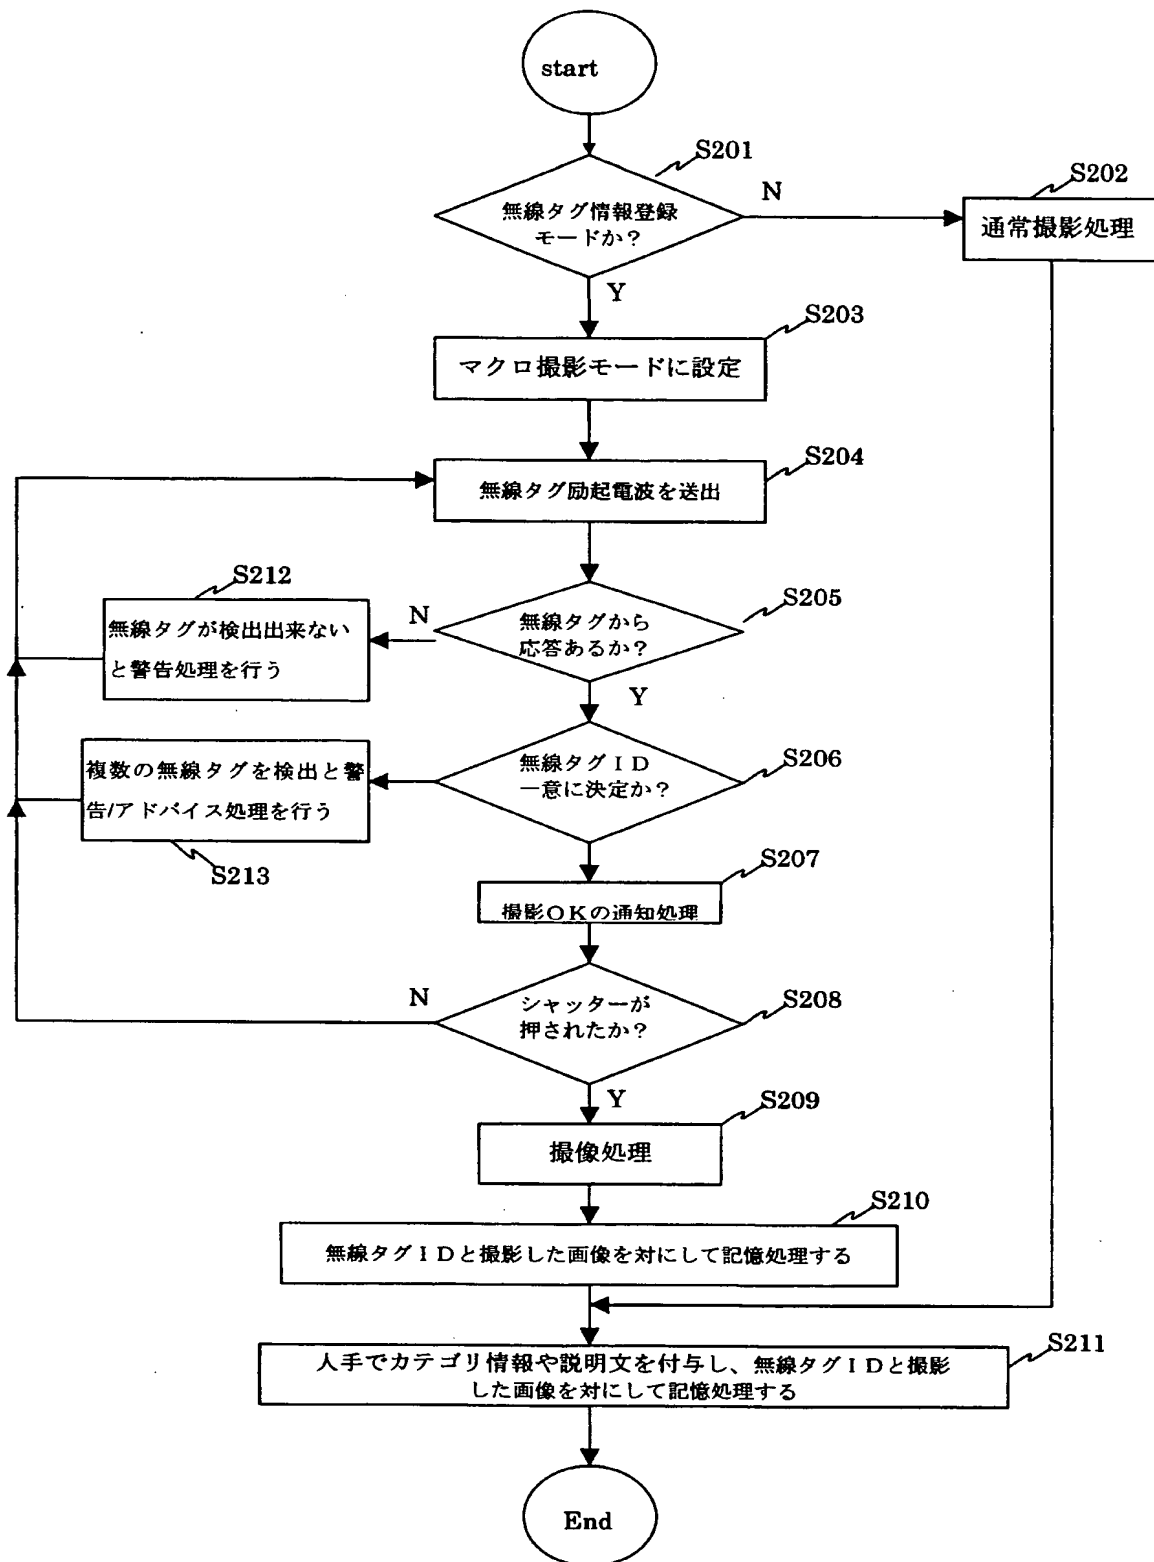 start
S201
無線タグ情報登録
モードか?
N
S202
通常撮影処理
Y
S203
マクロ撮影モードに設定
S204
無線タグ励起電波を送出
S212
無線タグが検出出来ない
と警告処理を行う
N
S205
無線タグから
応答あるか?
Y
S206
無線タグID
一意に決定か?
複数の無線タグを検出と警
告/アドバイス処理を行う
S213
S207
撮影OKの通知処理
N
S208
シャッターが
押されたか?
Y
S209
撮像処理
S210
無線タグIDと撮影した画像を対にして記憶処理する
S211
人手でカテゴリ情報や説明文を付与し、無線タグIDと撮影
した画像を対にして記憶処理する
End